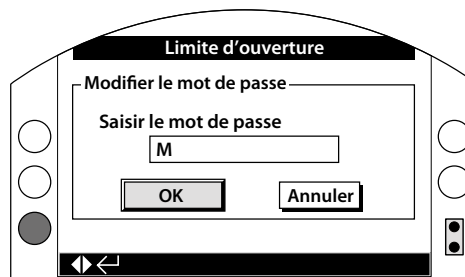 Limite d’ouverture
Modifier le mot de passe
Saisir le mot de passe
M
OK Annuler